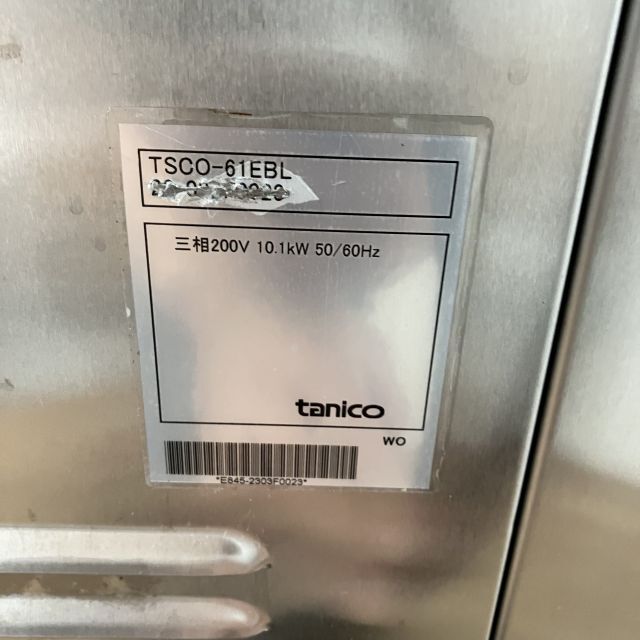 TSCO-61EBL
三相200V 10.1kW 50/60Hz
tanico
WO
*E845-2303F0023*